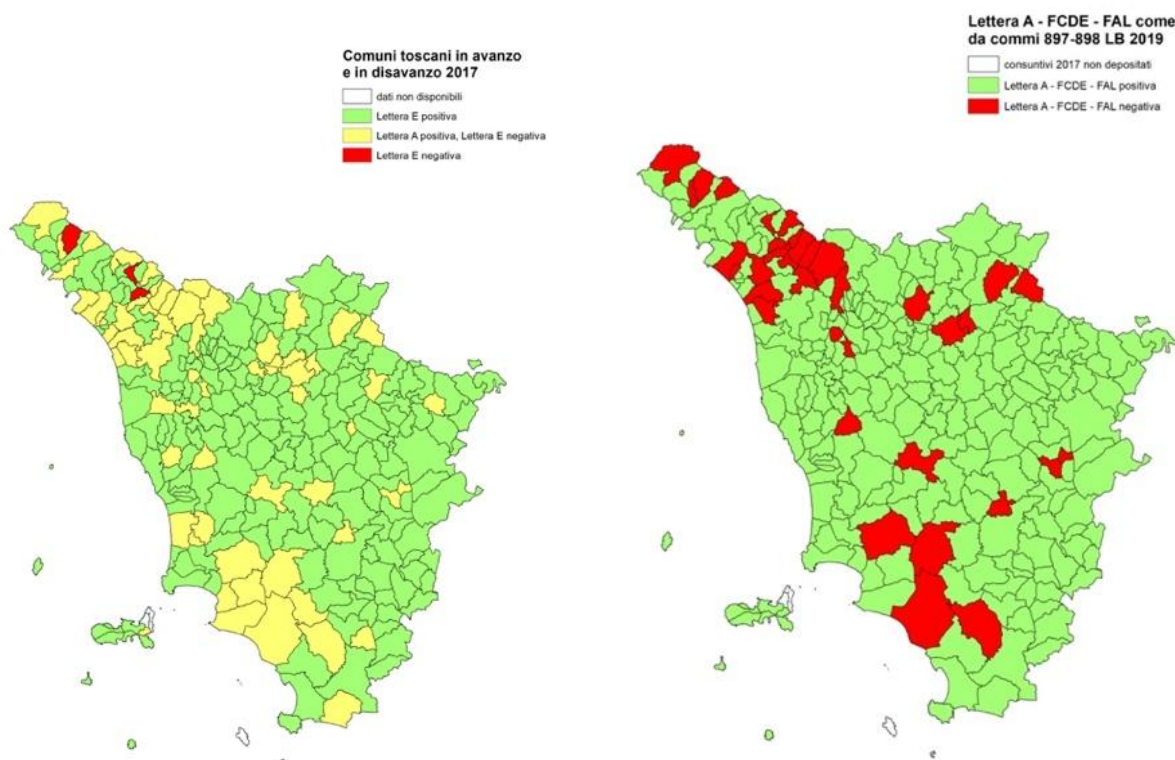 Comuni toscani in avanzo
e in disavanzo 2017
dati non disponibili
Lettera E positiva
Lettera A positiva, Lettera E negativa
Lettera E negativa
Lettera A - FCDE - FAL come
da commi 897-898 LB 2019
consuntivi 2017 non depositati
Lettera A - FCDE - FAL positiva
Lettera A - FCDE - FAL negativa